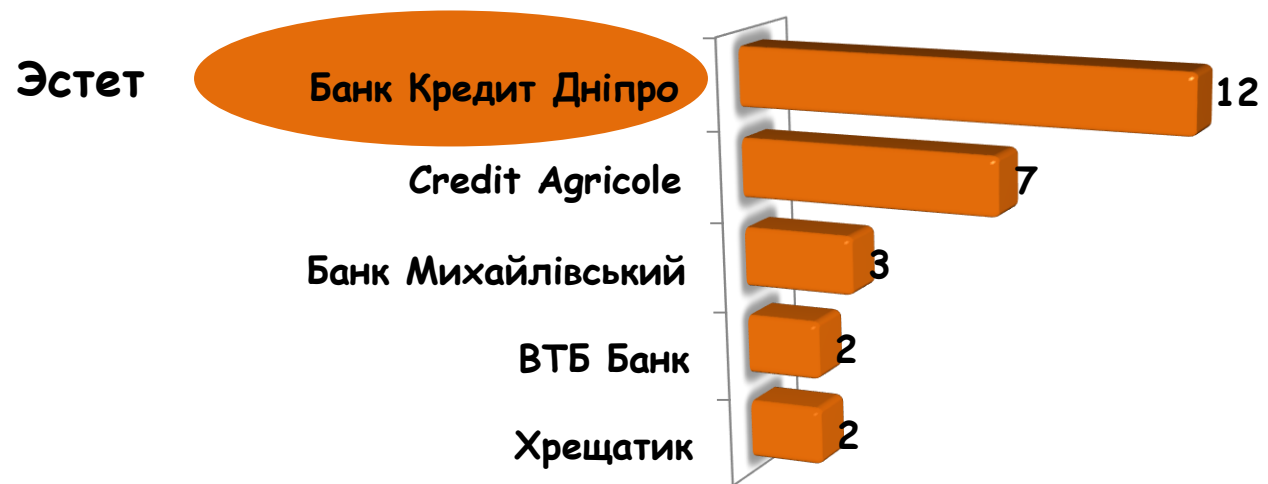 Эстет
Банк Кредит Дніпро 12
Credit Agricole 7
Банк Михайлівський 3
ВТБ Банк 2
Хрещатик 2